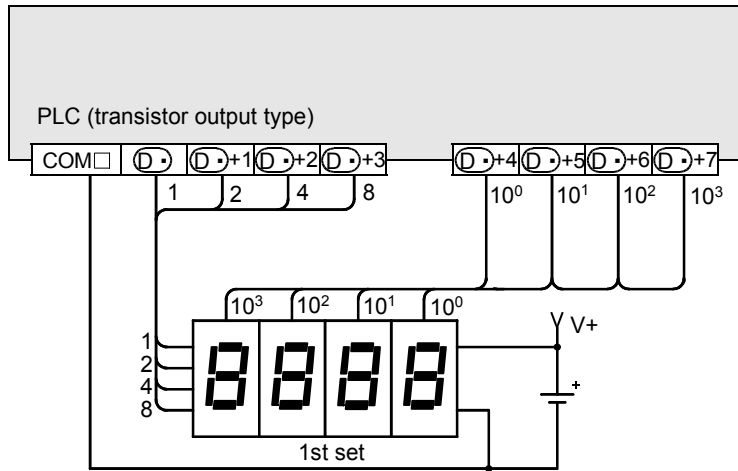 PLC (transistor output type)
COM□ D· D·+1 D·+2 D·+3 D·+4 D·+5 D·+6 D·+7
1 2 4 8 10⁰ 10¹ 10² 10³
10³ 10² 10¹ 10⁰
V+
1
2
4
8
8888
+
1st set